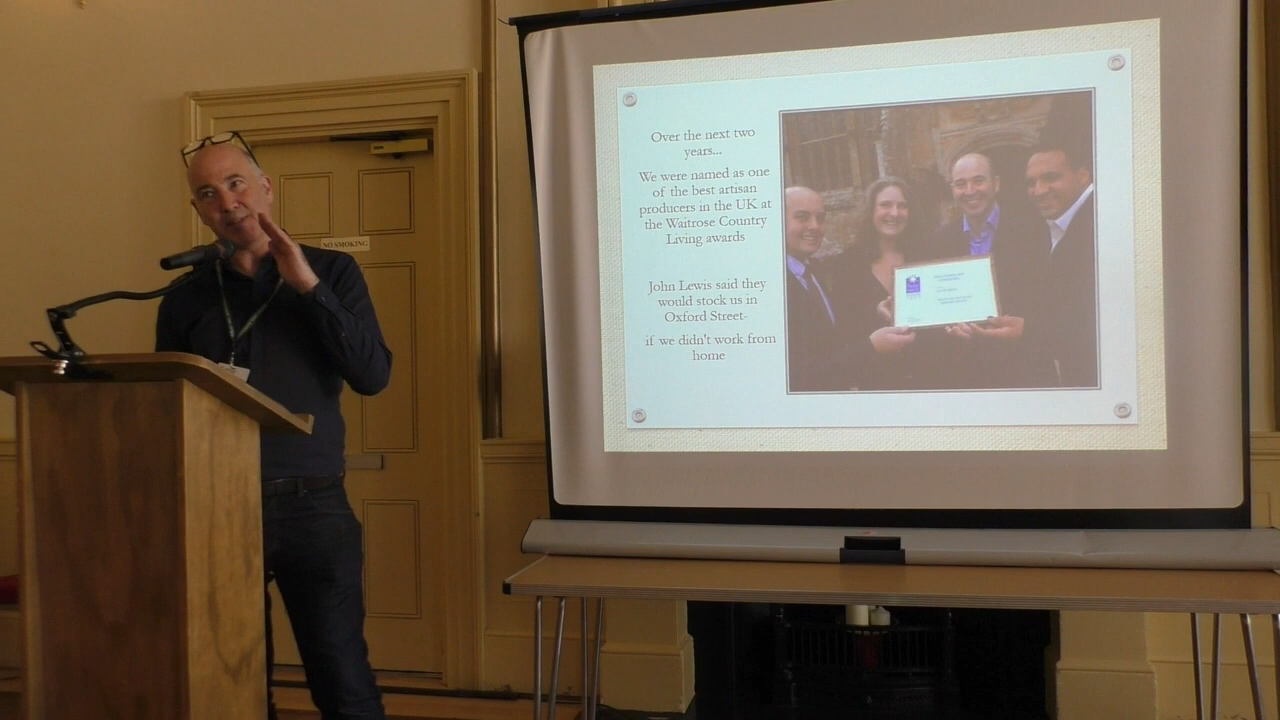 NO SMOKING
Over the next two
years...
We were named as one
of the best artisan
producers in the UK at
the Waitrose Country
Living awards
John Lewis said they
would stock us in
Oxford Street-
if we didn't work from
home